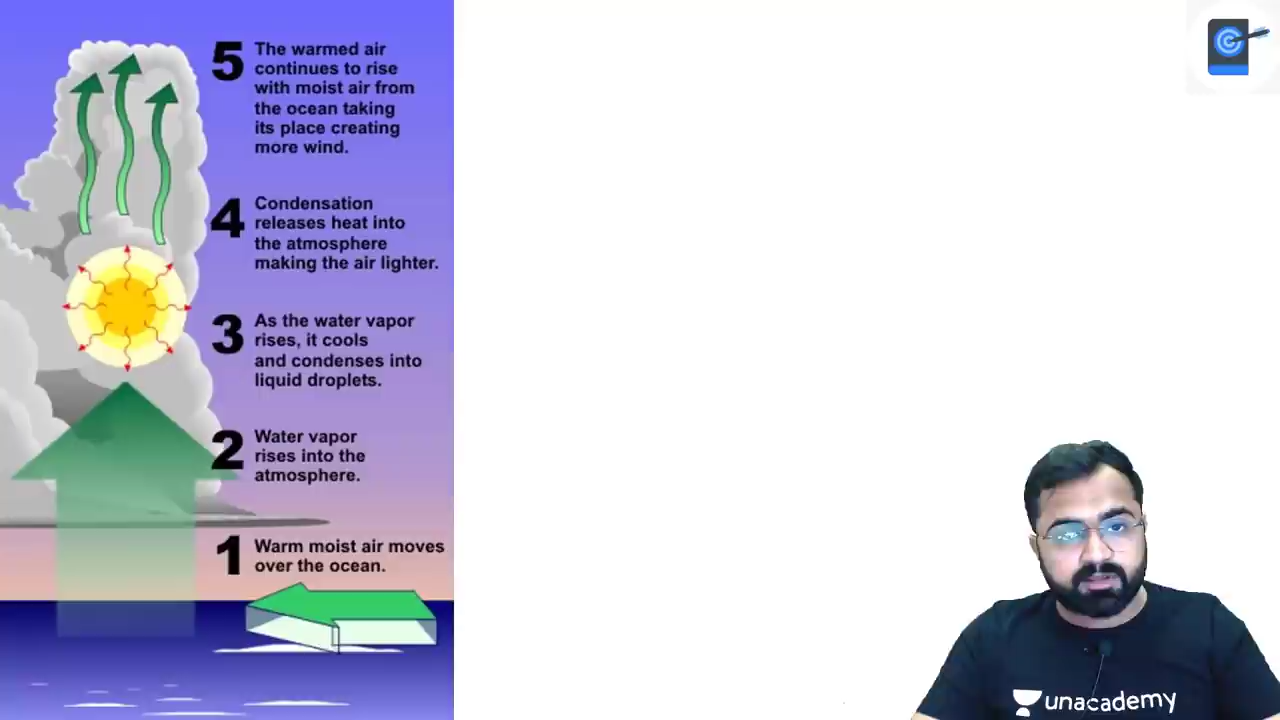 5
The warmed air
continues to rise
with moist air from
the ocean taking
its place creating
more wind.
4
Condensation
releases heat into
the atmosphere
making the air lighter.
3
As the water vapor
rises, it cools
and condenses into
liquid droplets.
2
Water vapor
rises into the
atmosphere.
1
Warm moist air moves
over the ocean.
unacademy